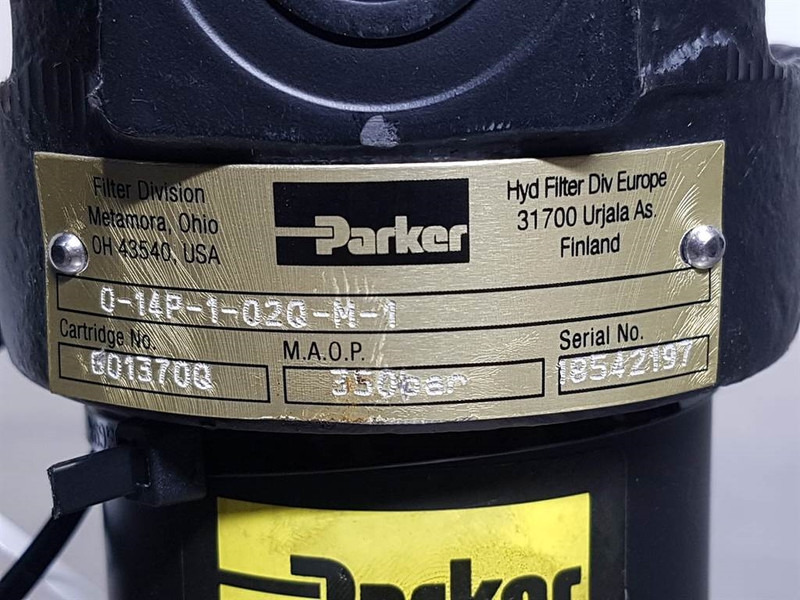 Filter Division
Metamora, Ohio
OH 43540, USA
Parker
Hyd Filter Div Europe
31700 Urjala As.
Finland
0-14P-1-02Q-M-1
Cartridge No.
M.A.O.P.
Serial No.
G01370Q
350bar
18542197
Parker